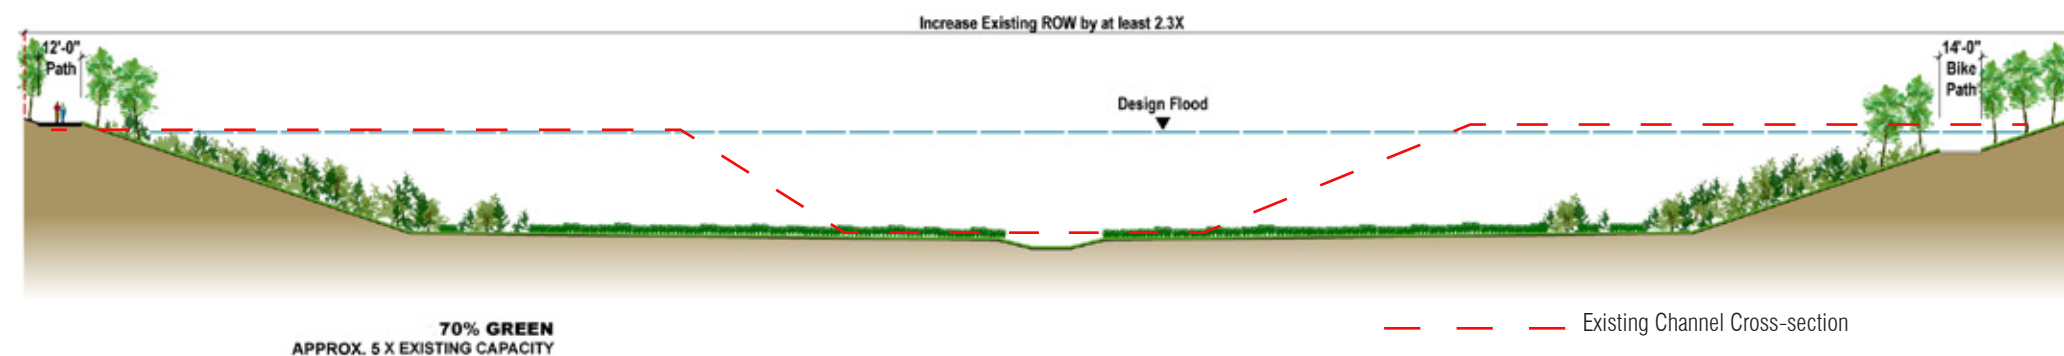 Increase Existing ROW by at least 2.3X
12'-0"
Path
14'-0"
Bike
Path
Design Flood
70% GREEN
APPROX. 5 X EXISTING CAPACITY
Existing Channel Cross-section